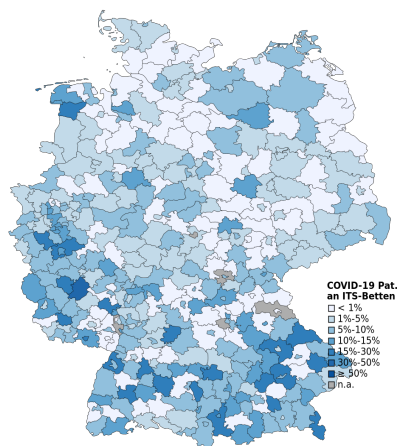 COVID-19 Pat.
an ITS-Betten
< 1%
1%-5%
5%-10%
10%-15%
15%-30%
30%-50%
≥ 50%
n.a.